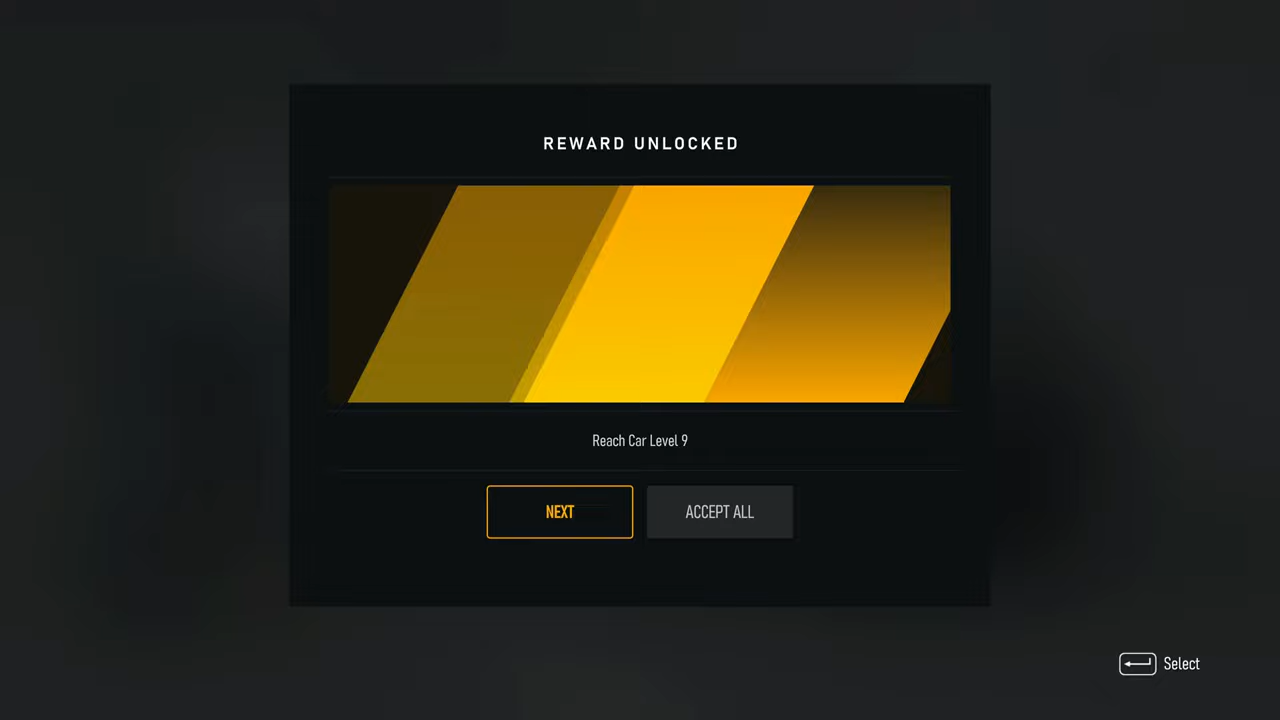 REWARD UNLOCKED
Reach Car Level 9
NEXT
ACCEPT ALL
Select